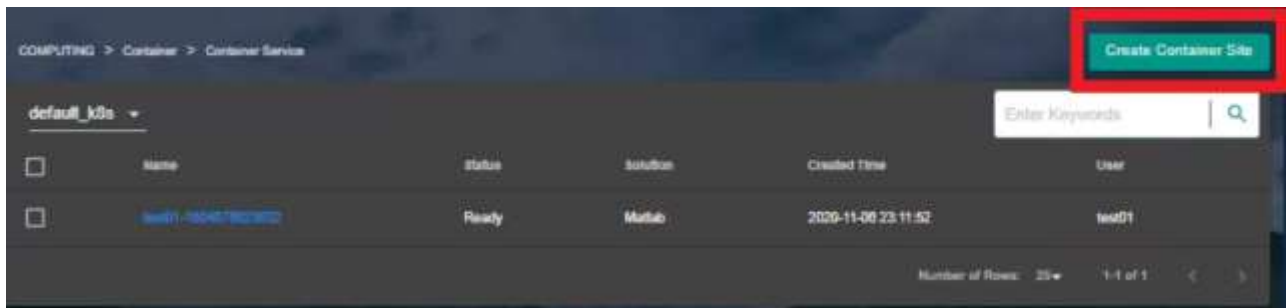 COMPUTING > Container > Container Service
Create Container Site
default_k8s
Enter Keywords
Name Status Solution Created Time User
Ready Matlab 2020-11-06 23:11:52 test01
Number of Rows: 25 1-1 of 1